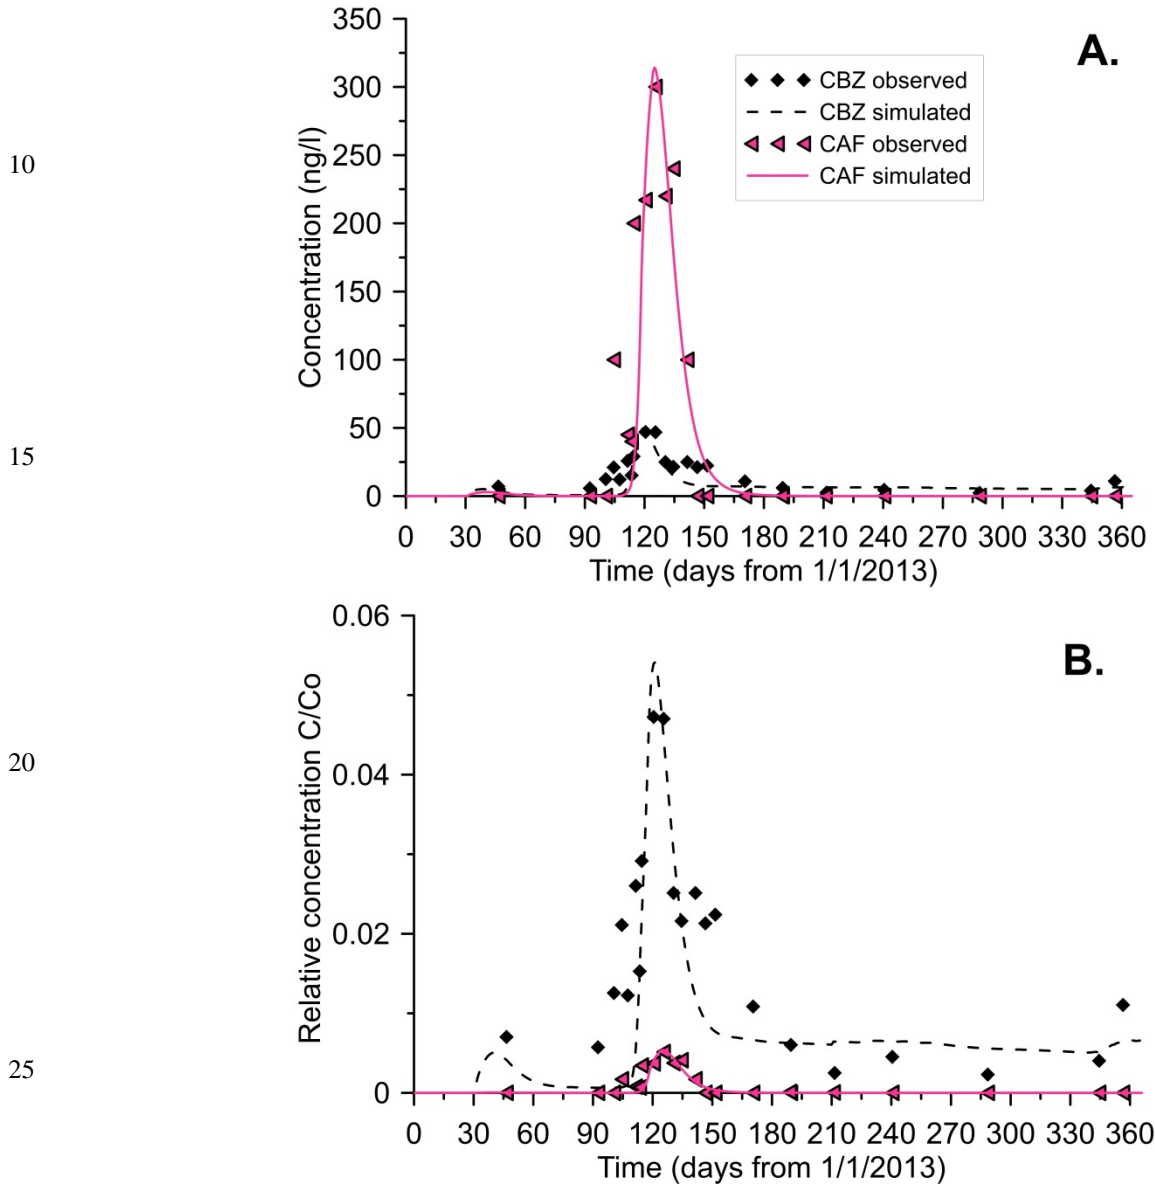 350
A.
300
CBZ observed
CBZ simulated
CAF observed
CAF simulated
10
250
200
Concentration (ng/l)
150
100
15
50
0
0 30 60 90 120 150 180 210 240 270 300 330 360
Time (days from 1/1/2013)
0.06
B.
20
0.04
Relative concentration C/Co
0.02
25
0
0 30 60 90 120 150 180 210 240 270 300 330 360
Time (days from 1/1/2013)